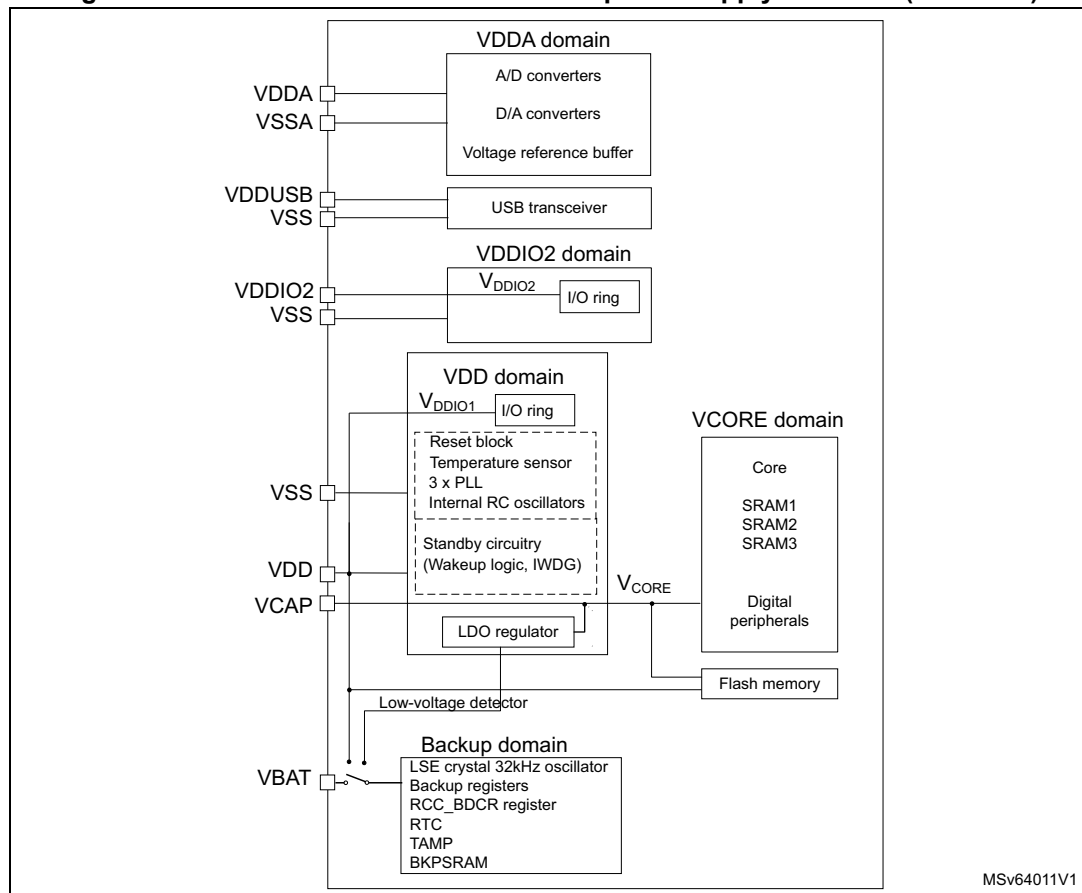 VDDA domain
A/D converters
VDDA
D/A converters
VSSA
Voltage reference buffer
VDDUSB
USB transceiver
VSS
VDDIO2 domain
VDDIO2
VDDIO2
I/O ring
VSS
VDD domain
VDDIO1
I/O ring
Reset block
Temperature sensor
3 x PLL
Internal RC oscillators
VSS
Standby circuitry
(Wakeup logic, IWDG)
VDD
VCAP
LDO regulator
VCORE
VCORE domain
Core
SRAM1
SRAM2
SRAM3
Digital
peripherals
Flash memory
Low-voltage detector
Backup domain
VBAT
LSE crystal 32kHz oscillator
Backup registers
RCC_BDCR register
RTC
TAMP
BKPSRAM
MSv64011V1